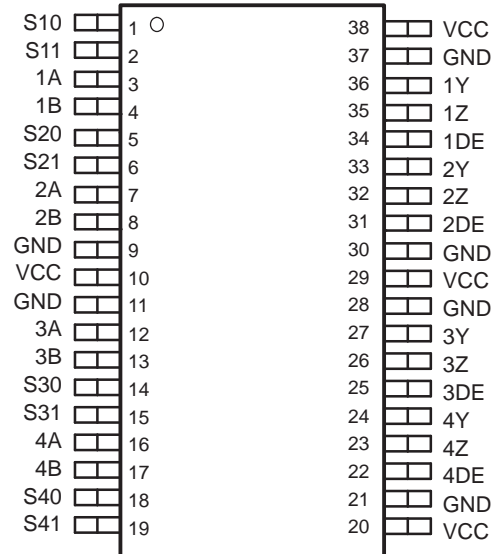 S10 1 38 VCC
S11 2 37 GND
1A 3 36 1Y
1B 4 35 1Z
S20 5 34 1DE
S21 6 33 2Y
2A 7 32 2Z
2B 8 31 2DE
GND 9 30 GND
VCC 10 29 VCC
GND 11 28 GND
3A 12 27 3Y
3B 13 26 3Z
S30 14 25 3DE
S31 15 24 4Y
4A 16 23 4Z
4B 17 22 4DE
S40 18 21 GND
S41 19 20 VCC